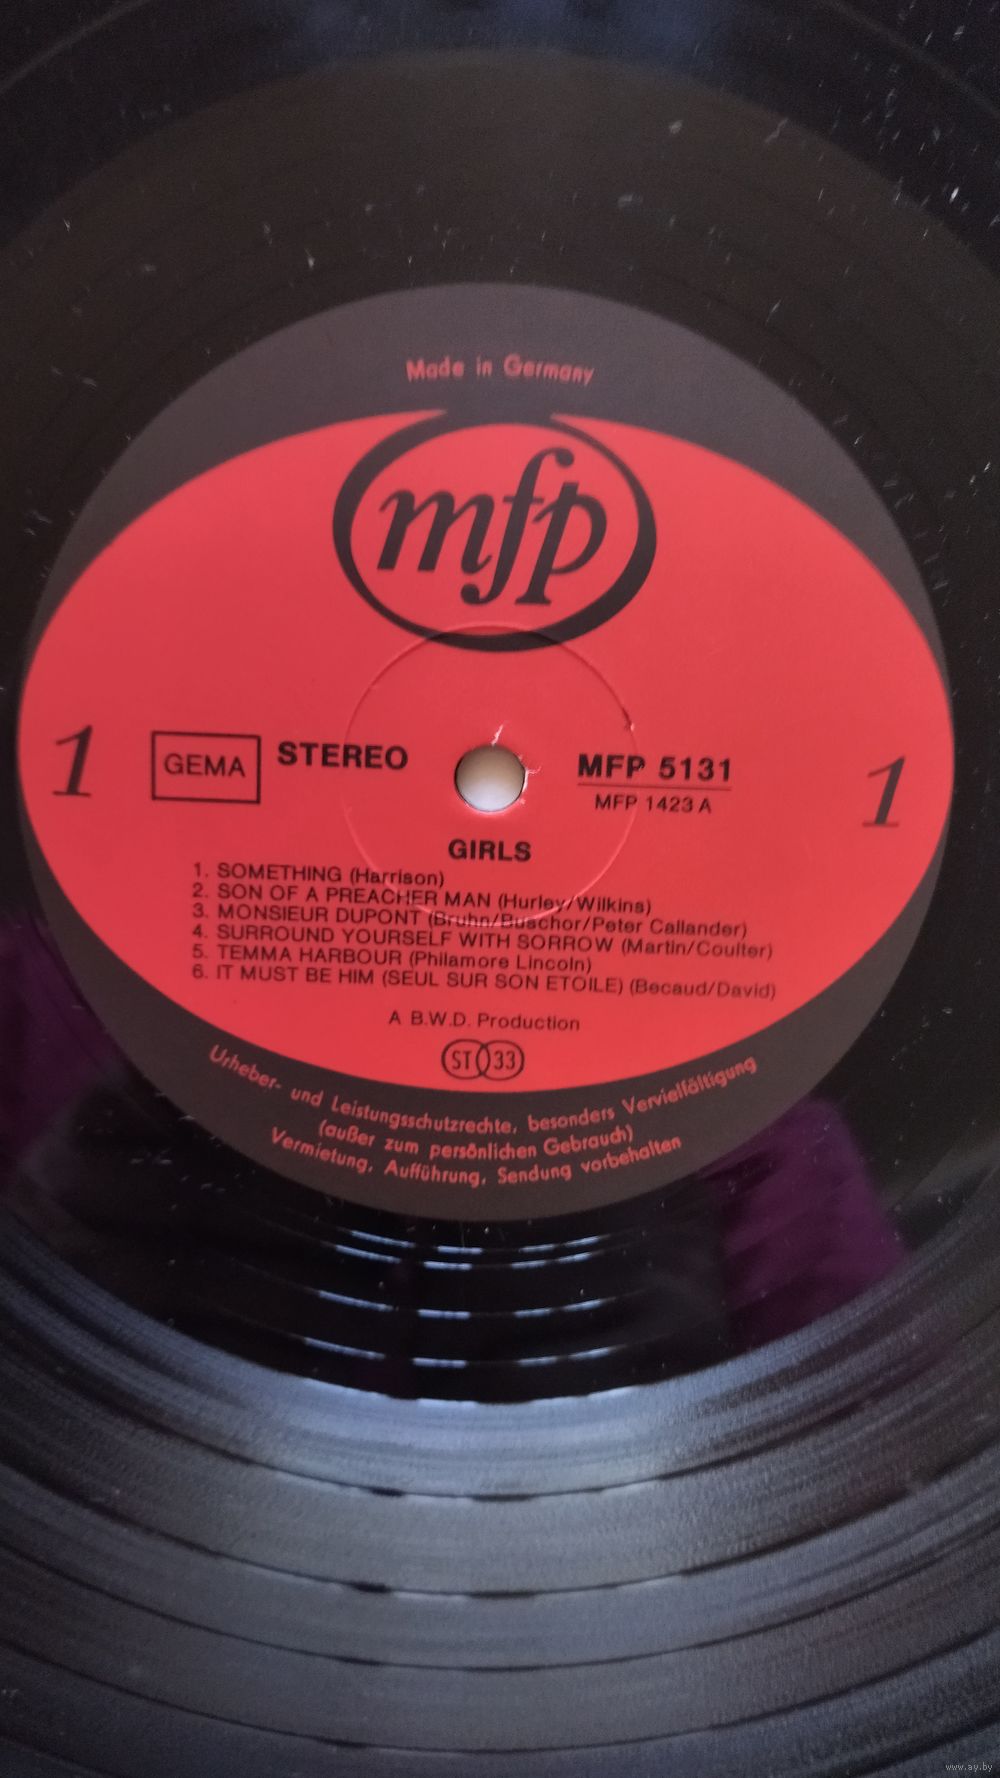 Made in Germany
mfp
1
GEMA
STEREO
MFP 5131
MFP 1423 A
1
GIRLS
1. SOMETHING (Harrison)
2. SON OF A PREACHER MAN (Hurley/Wilkins)
3. MONSIEUR DUPONT (Bruhn/Buschor/Peter Callander)
4. SURROUND YOURSELF WITH SORROW (Martin/Coulter)
5. TEMMA HARBOUR (Philamore Lincoln)
6. IT MUST BE HIM (SEUL SUR SON ETOILE) (Becaud/David)
A B.W.D. Production
ST 33
Urheber- und Leistungsschutzrechte, besonders Vervielfältigung
(außer zum persönlichen Gebrauch)
Vermietung, Aufführung, Sendung vorbehalten
www.ay.by